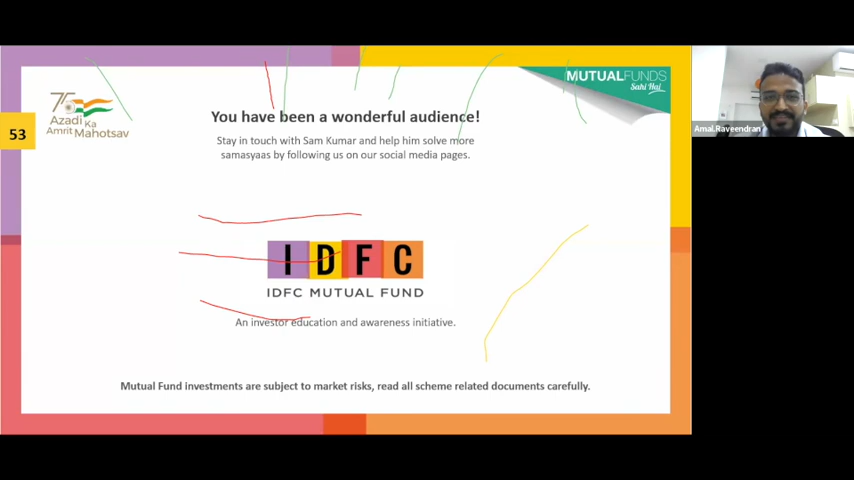 MUTUALFUNDS
Sahi Hai
75
Azadi Ka
Amrit Mahotsav
53
You have been a wonderful audience!
Stay in touch with Sam Kumar and help him solve more
samasyaas by following us on our social media pages.
Amal.Raveendran
IDFC
IDFC MUTUAL FUND
An investor education and awareness initiative.
Mutual Fund investments are subject to market risks, read all scheme related documents carefully.